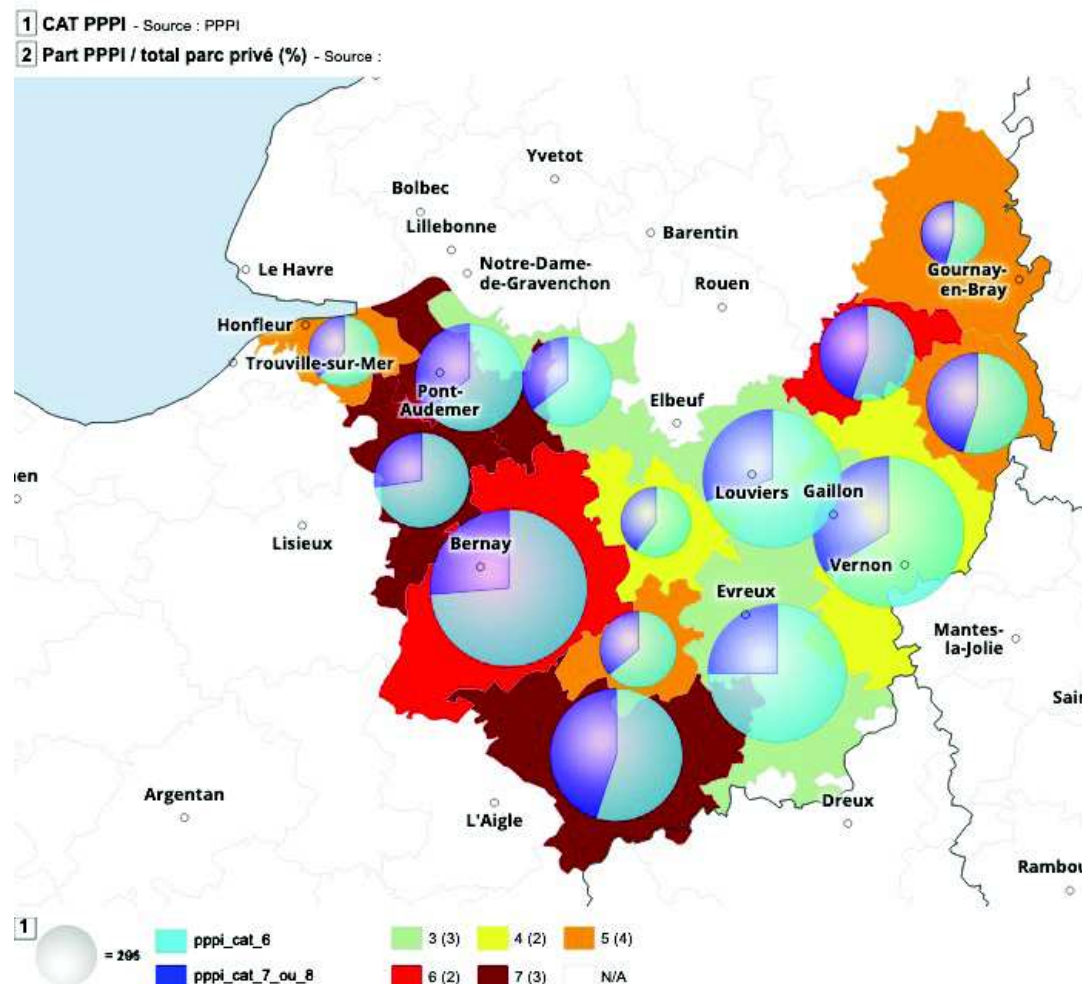 1 CAT PPPI - Source : PPPI
2 Part PPPI / total parc privé (%) - Source :
Yvetot
Bolbec
Lillebonne
Barentin
Le Havre
Notre-Dame-
de-Gravenchon
Rouen
Gournay-
en-Bray
Honfleur
Trouville-sur-Mer
Pont-
Audemer
Elbeuf
Louviers
Gaillon
Lisieux
Bernay
Vernon
Evreux
Mantes-
la-Jolie
Argentan
L'Aigle
Dreux
1
pppi_cat_6
3 (3)
4 (2)
5 (4)
pppi_cat_7_ou_8
6 (2)
7 (3)
N/A